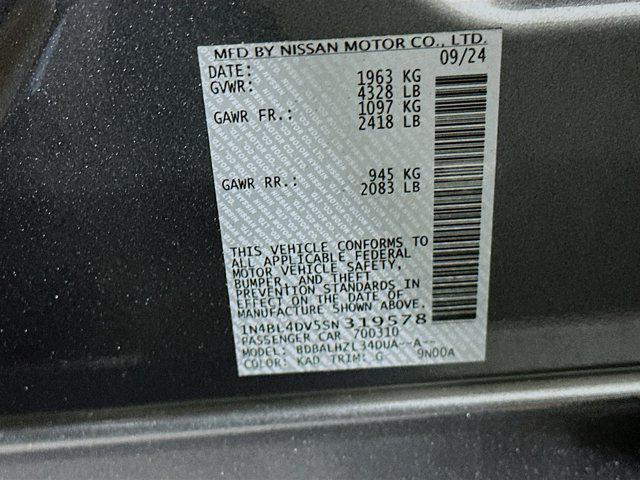 MFD BY NISSAN MOTOR CO., LTD.
DATE: 09/24
GVWR: 1963 KG
4328 LB
GAWR FR.: 1097 KG
2418 LB
GAWR RR.: 945 KG
2083 LB
THIS VEHICLE CONFORMS TO
ALL APPLICABLE FEDERAL
MOTOR VEHICLE SAFETY,
BUMPER, AND THEFT
PREVENTION STANDARDS IN
EFFECT ON THE DATE OF
MANUFACTURE SHOWN ABOVE.
1N4BL4DV5SN319578
PASSENGER CAR 700310
MODEL: BDBALHZL34DUA--A--
COLOR: KAD TRIM: G 9N00A